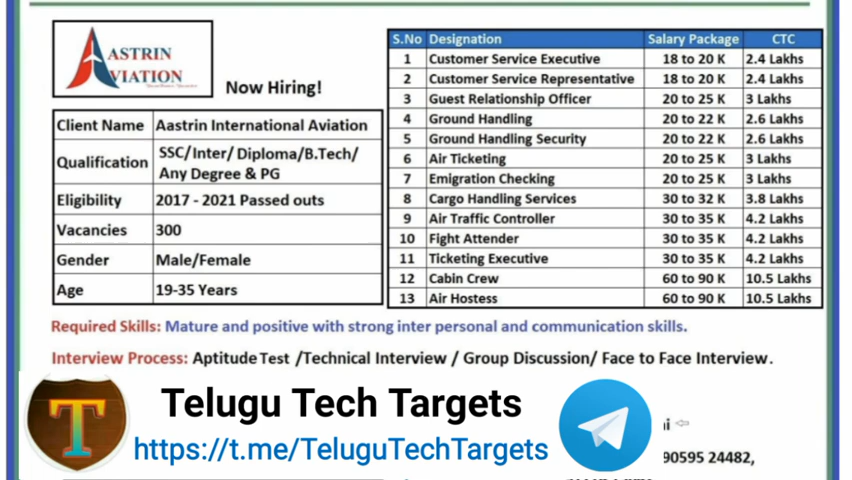 ASTRIN
AVIATION
Now Hiring!
Client Name Aastrin International Aviation
Qualification SSC/Inter/ Diploma/B.Tech/
Any Degree & PG
Eligibility 2017 - 2021 Passed outs
Vacancies 300
Gender Male/Female
Age 19-35 Years
S.No Designation Salary Package CTC
1 Customer Service Executive 18 to 20 K 2.4 Lakhs
2 Customer Service Representative 18 to 20 K 2.4 Lakhs
3 Guest Relationship Officer 20 to 25 K 3 Lakhs
4 Ground Handling 20 to 22 K 2.6 Lakhs
5 Ground Handling Security 20 to 22 K 2.6 Lakhs
6 Air Ticketing 20 to 25 K 3 Lakhs
7 Emigration Checking 20 to 25 K 3 Lakhs
8 Cargo Handling Services 30 to 32 K 3.8 Lakhs
9 Air Traffic Controller 30 to 35 K 4.2 Lakhs
10 Fight Attender 30 to 35 K 4.2 Lakhs
11 Ticketing Executive 30 to 35 K 4.2 Lakhs
12 Cabin Crew 60 to 90 K 10.5 Lakhs
13 Air Hostess 60 to 90 K 10.5 Lakhs
Required Skills: Mature and positive with strong inter personal and communication skills.
Interview Process: Aptitude Test /Technical Interview / Group Discussion/ Face to Face Interview.
T
Telugu Tech Targets
https://t.me/TeluguTechTargets
90595 24482,